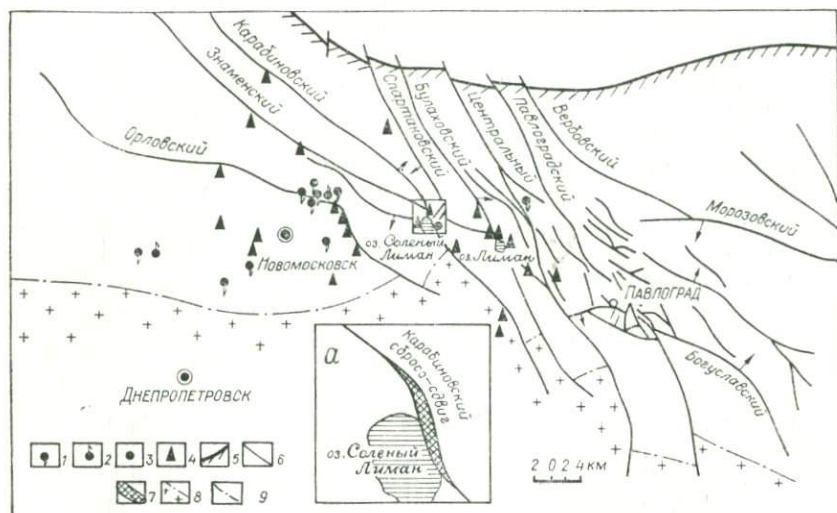 Карабиновский
Знаменский
Орловский
Спартаковский
Булаховский
Центральный
Павлоградский
Вербовский
Морозовский
Богуславский
оз. Соленый
Лиман
оз. Лиман
Новомосковск
ПАВЛОГРАД
ДНЕПРОПЕТРОВСК
а
Карабиновский
сбросо-сдвиг
оз. Соленый
Лиман
1 2 3 4 5 6
7 8 9
2 0 2 4 км